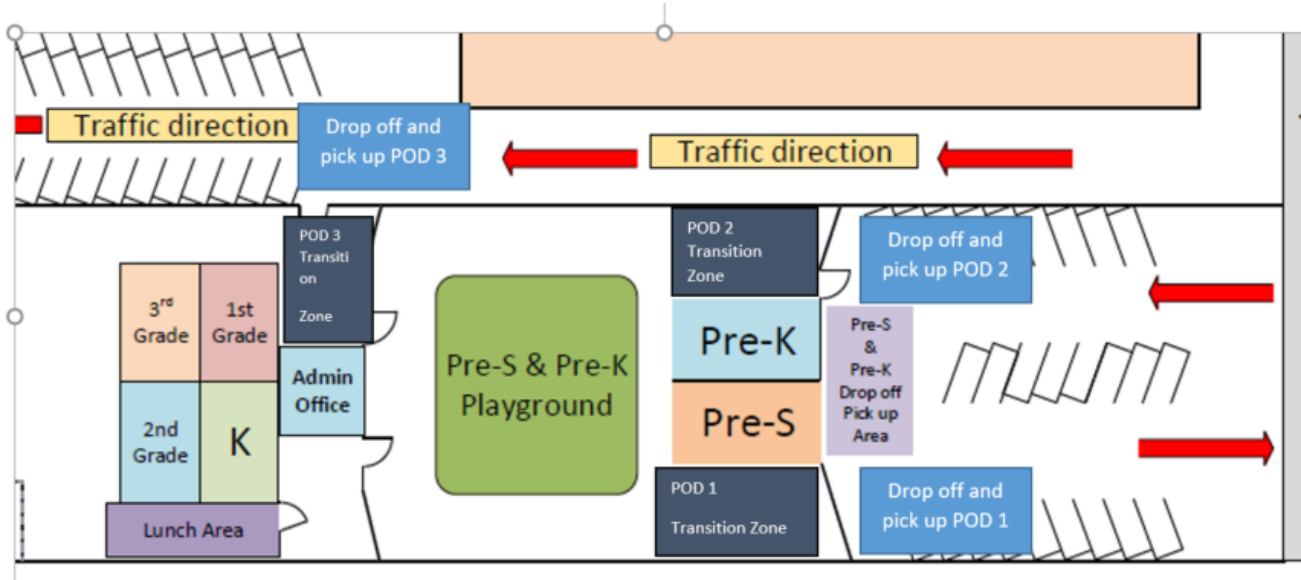 Traffic direction
Drop off and
pick up POD 3
Traffic direction
POD 3
Transiti
on
Zone
POD 2
Transition
Zone
Drop off and
pick up POD 2
3rd
Grade
1st
Grade
Admin
Office
2nd
Grade
K
Lunch Area
Pre-S & Pre-K
Playground
Pre-K
Pre-S
Pre-S
&
Pre-K
Drop off
Pick up
Area
POD 1
Transition Zone
Drop off and
pick up POD 1